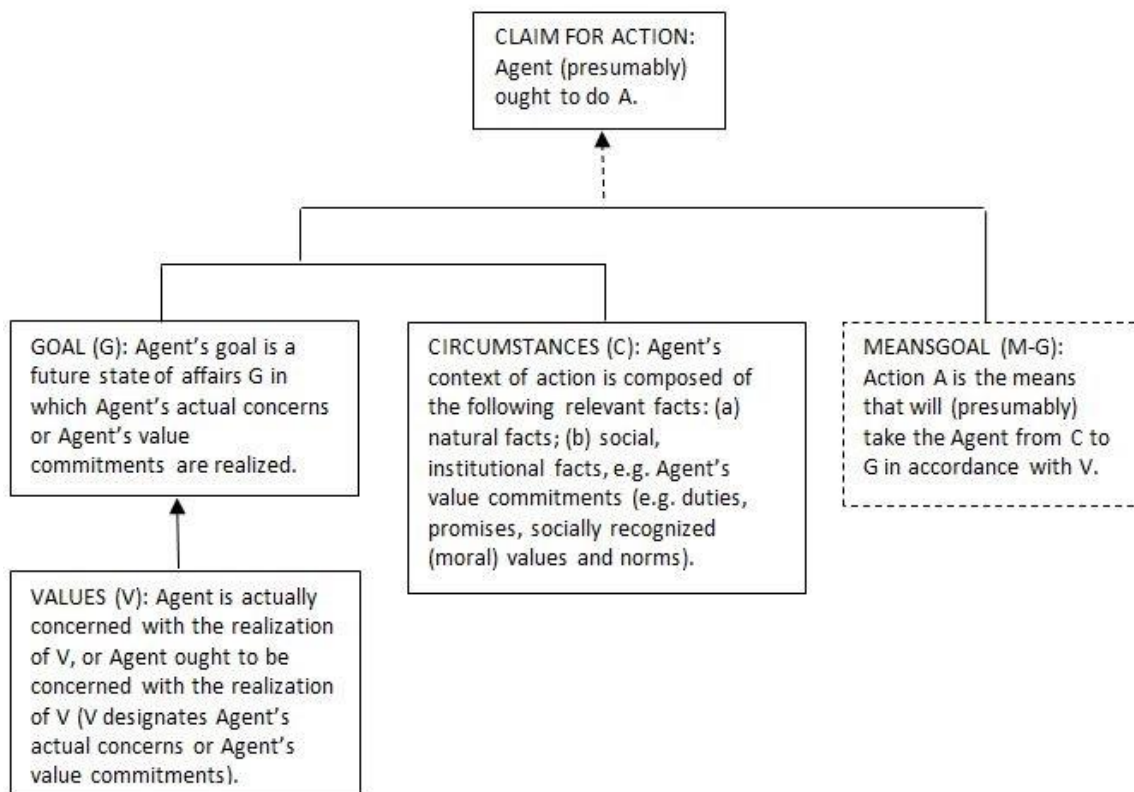 CLAIM FOR ACTION:
Agent (presumably)
ought to do A.
GOAL (G): Agent’s goal is a
future state of affairs G in
which Agent’s actual concerns
or Agent’s value
commitments are realized.
CIRCUMSTANCES (C): Agent’s
context of action is composed of
the following relevant facts: (a)
natural facts; (b) social,
institutional facts, e.g. Agent’s
value commitments (e.g. duties,
promises, socially recognized
(moral) values and norms).
MEANSGOAL (M-G):
Action A is the means
that will (presumably)
take the Agent from C to
G in accordance with V.
VALUES (V): Agent is actually
concerned with the realization
of V, or Agent ought to be
concerned with the realization
of V (V designates Agent’s
actual concerns or Agent’s
value commitments).